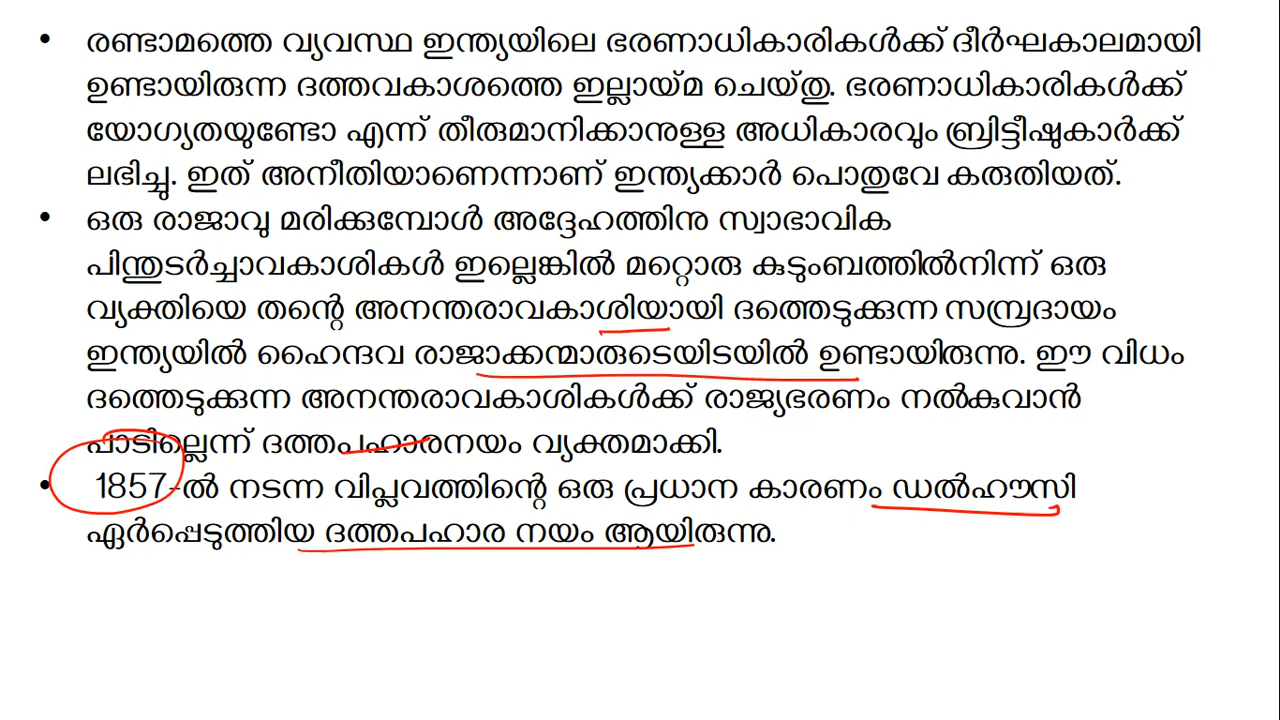 • രണ്ടാമത്തെ വ്യവസ്ഥ ഇന്ത്യയിലെ ഭരണാധികാരികൾക്ക് ദീർഘകാലമായി
ഉണ്ടായിരുന്ന ദത്തവകാശത്തെ ഇല്ലായ്മ ചെയ്തു. ഭരണാധികാരികൾക്ക്
യോഗ്യതയുണ്ടോ എന്ന് തീരുമാനിക്കാനുള്ള അധികാരവും ബ്രിട്ടീഷുകാർക്ക്
ലഭിച്ചു. ഇത് അനീതിയാണെന്നാണ് ഇന്ത്യക്കാർ പൊതുവേ കരുതിയത്.
• ഒരു രാജാവു മരിക്കുമ്പോൾ അദ്ദേഹത്തിനു സ്വാഭാവിക
പിന്തുടർച്ചാവകാശികൾ ഇല്ലെങ്കിൽ മറ്റൊരു കുടുംബത്തിൽനിന്ന് ഒരു
വ്യക്തിയെ തന്റെ അനന്തരാവകാശിയായി ദത്തെടുക്കുന്ന സമ്പ്രദായം
ഇന്ത്യയിൽ ഹൈന്ദവ രാജാക്കന്മാരുടെയിടയിൽ ഉണ്ടായിരുന്നു. ഈ വിധം
ദത്തെടുക്കുന്ന അനന്തരാവകാശികൾക്ക് രാജ്യഭരണം നൽകുവാൻ
പാടില്ലെന്ന് ദത്തപഹാരനയം വ്യക്തമാക്കി.
• 1857-ൽ നടന്ന വിപ്ലവത്തിന്റെ ഒരു പ്രധാന കാരണം ഡൽഹൗസി
ഏർപ്പെടുത്തിയ ദത്തപഹാര നയം ആയിരുന്നു.